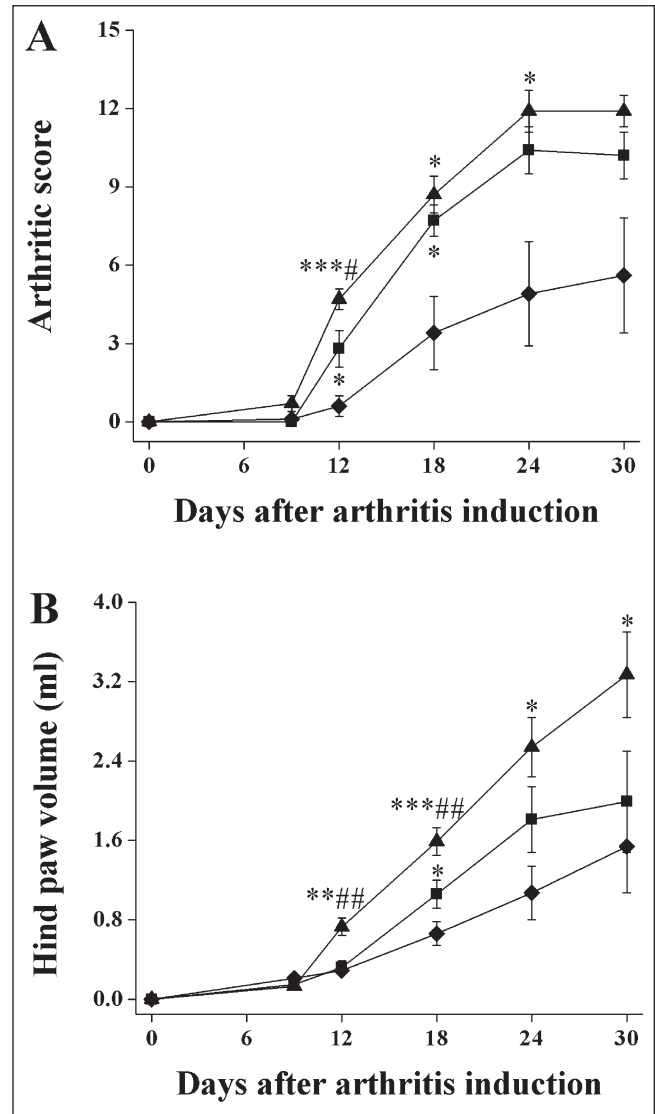 A
15
12
9
6
3
0
Arthritic score
*
*
***#
*
*
0 6 12 18 24 30
Days after arthritis induction
B
4.0
3.2
2.4
1.6
0.8
0.0
Hind paw volume (ml)
*
*
***##
*
**##
0 6 12 18 24 30
Days after arthritis induction